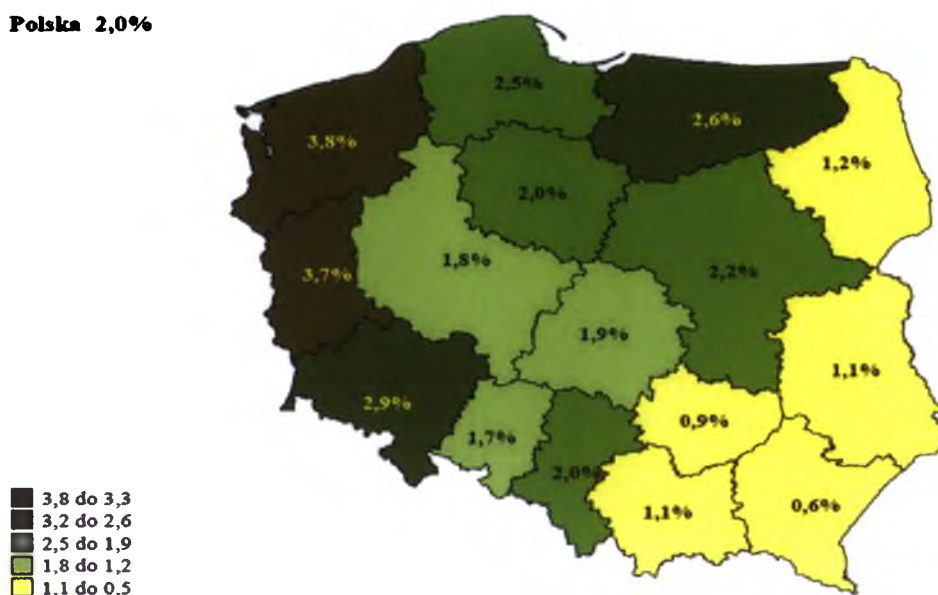 Polska 2,0%
2,5%
2,6%
3,8%
1,2%
2,0%
1,8%
2,2%
3,7%
1,9%
1,1%
2,9%
0,9%
1,7%
2,0%
0,6%
1,1%
3,8 do 3,3
3,2 do 2,6
2,5 do 1,9
1,8 do 1,2
1,1 do 0,5